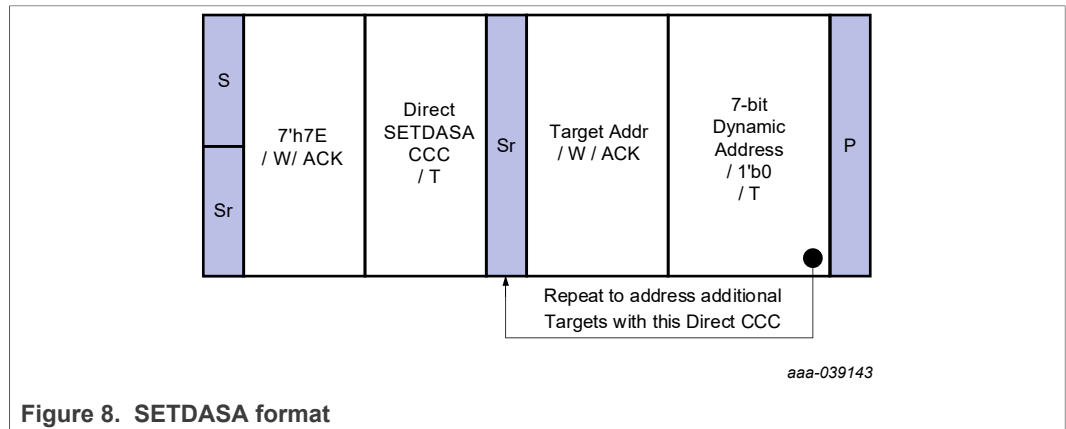 S
Sr
7'h7E
/ W/ ACK
Direct
SETDASA
CCC
/ T
Sr
Target Addr
/ W / ACK
7-bit
Dynamic
Address
/ 1'b0
/ T
P
Repeat to address additional
Targets with this Direct CCC
aaa-039143
Figure 8. SETDASA format